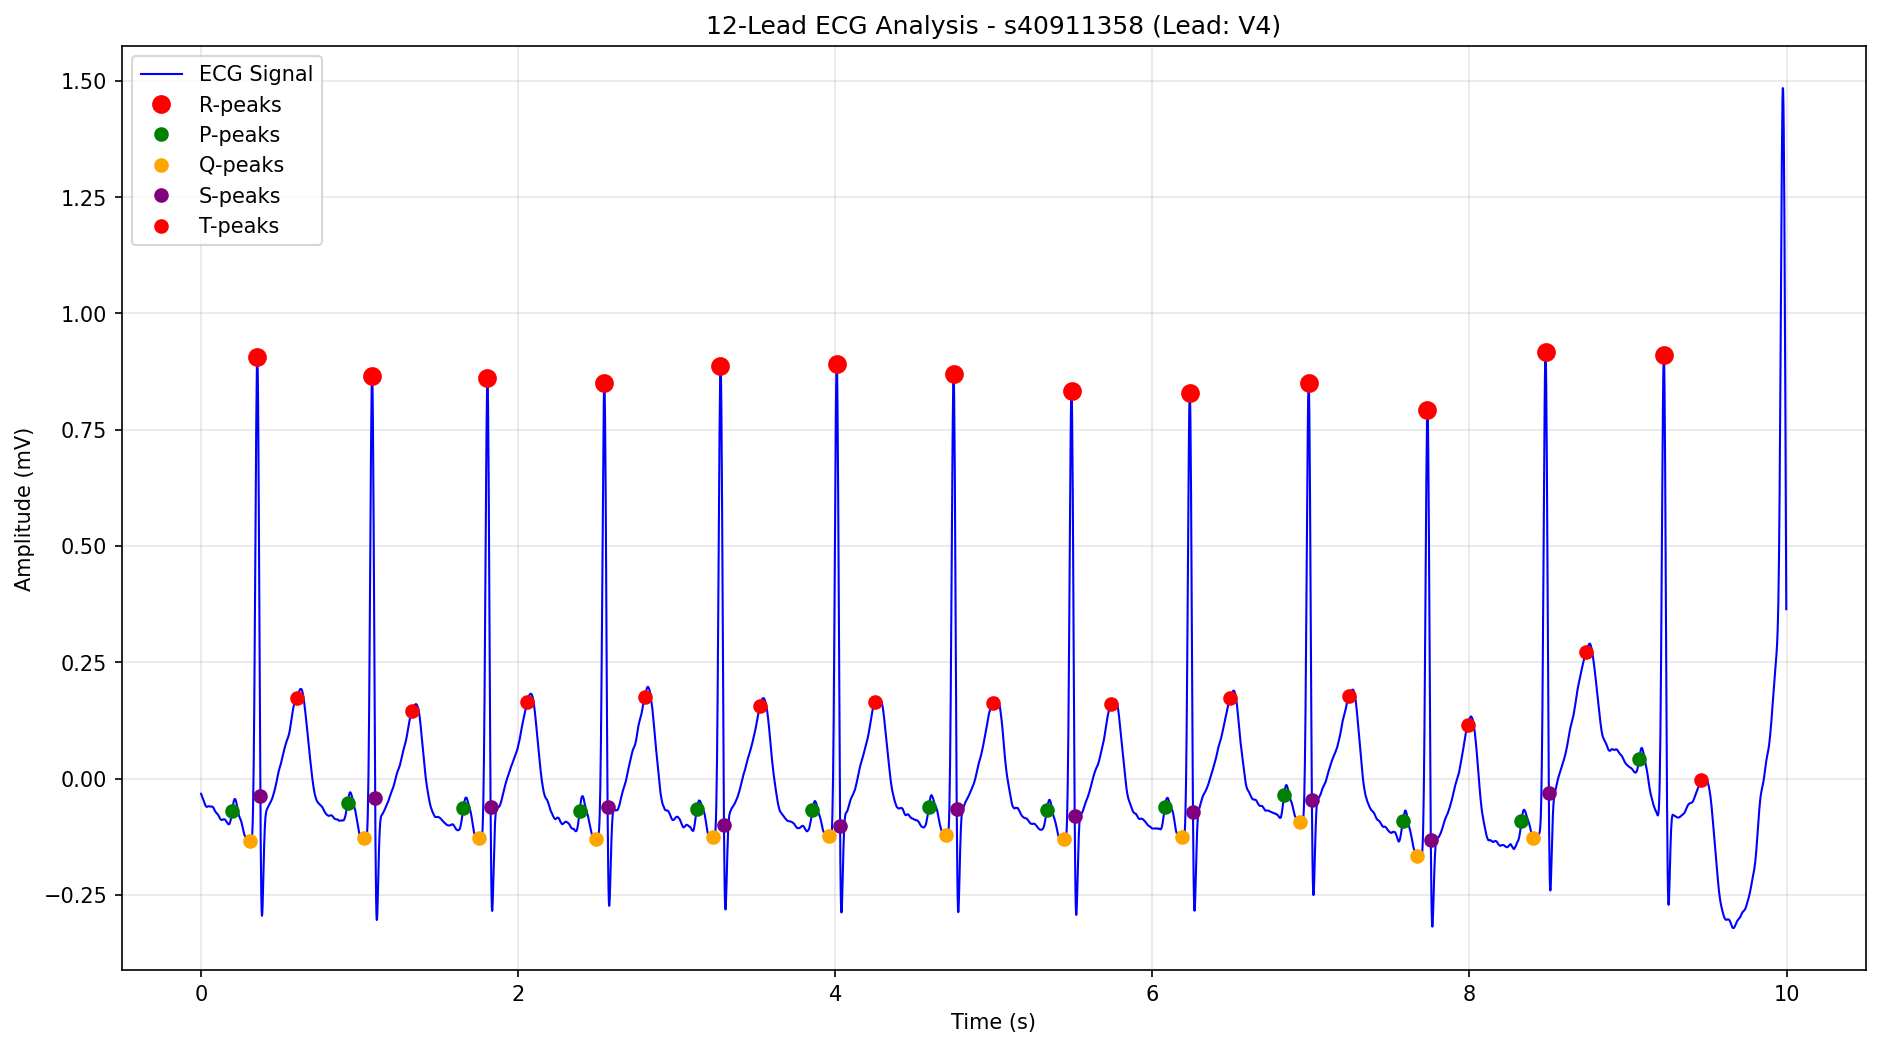 12-Lead ECG Analysis - s40911358 (Lead: V4)
ECG Signal
R-peaks
P-peaks
Q-peaks
S-peaks
T-peaks
1.50
1.25
1.00
0.75
0.50
0.25
0.00
−0.25
Amplitude (mV)
0 2 4 6 8 10
Time (s)